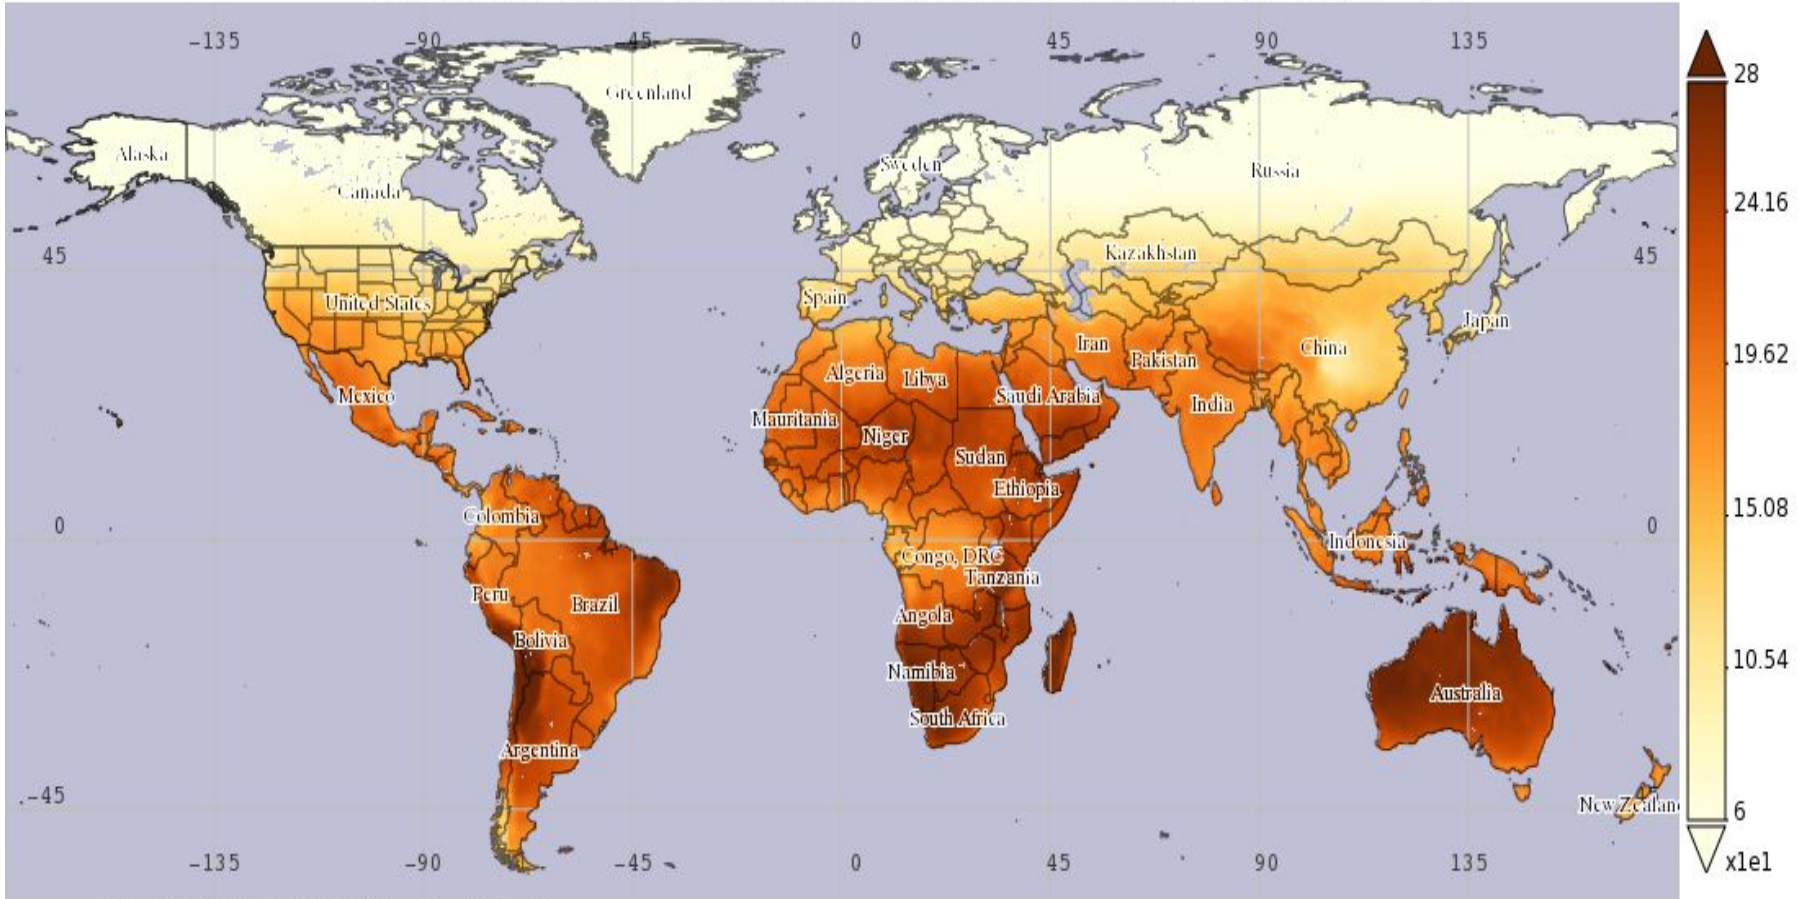 -135 -90 -45 0 45 90 135
28
Greenland
Alaska
Sweden
Russia
Canada
24.16
45 45
Kazakhstan
United States
Spain
Japan
Iran
China
19.62
Pakistan
Algeria
Libya
Mexico
Saudi Arabia
India
Mauritania
Niger
Sudan
Ethiopia
15.08
Colombia
0 0
Indonesia
Congo, DRC
Tanzania
Peru
Brazil
Angola
Bolivia
10.54
Namibia
Australia
South Africa
Argentina
-45
New Zealan
6
-135 -90 -45 0 45 90 135
x1e1